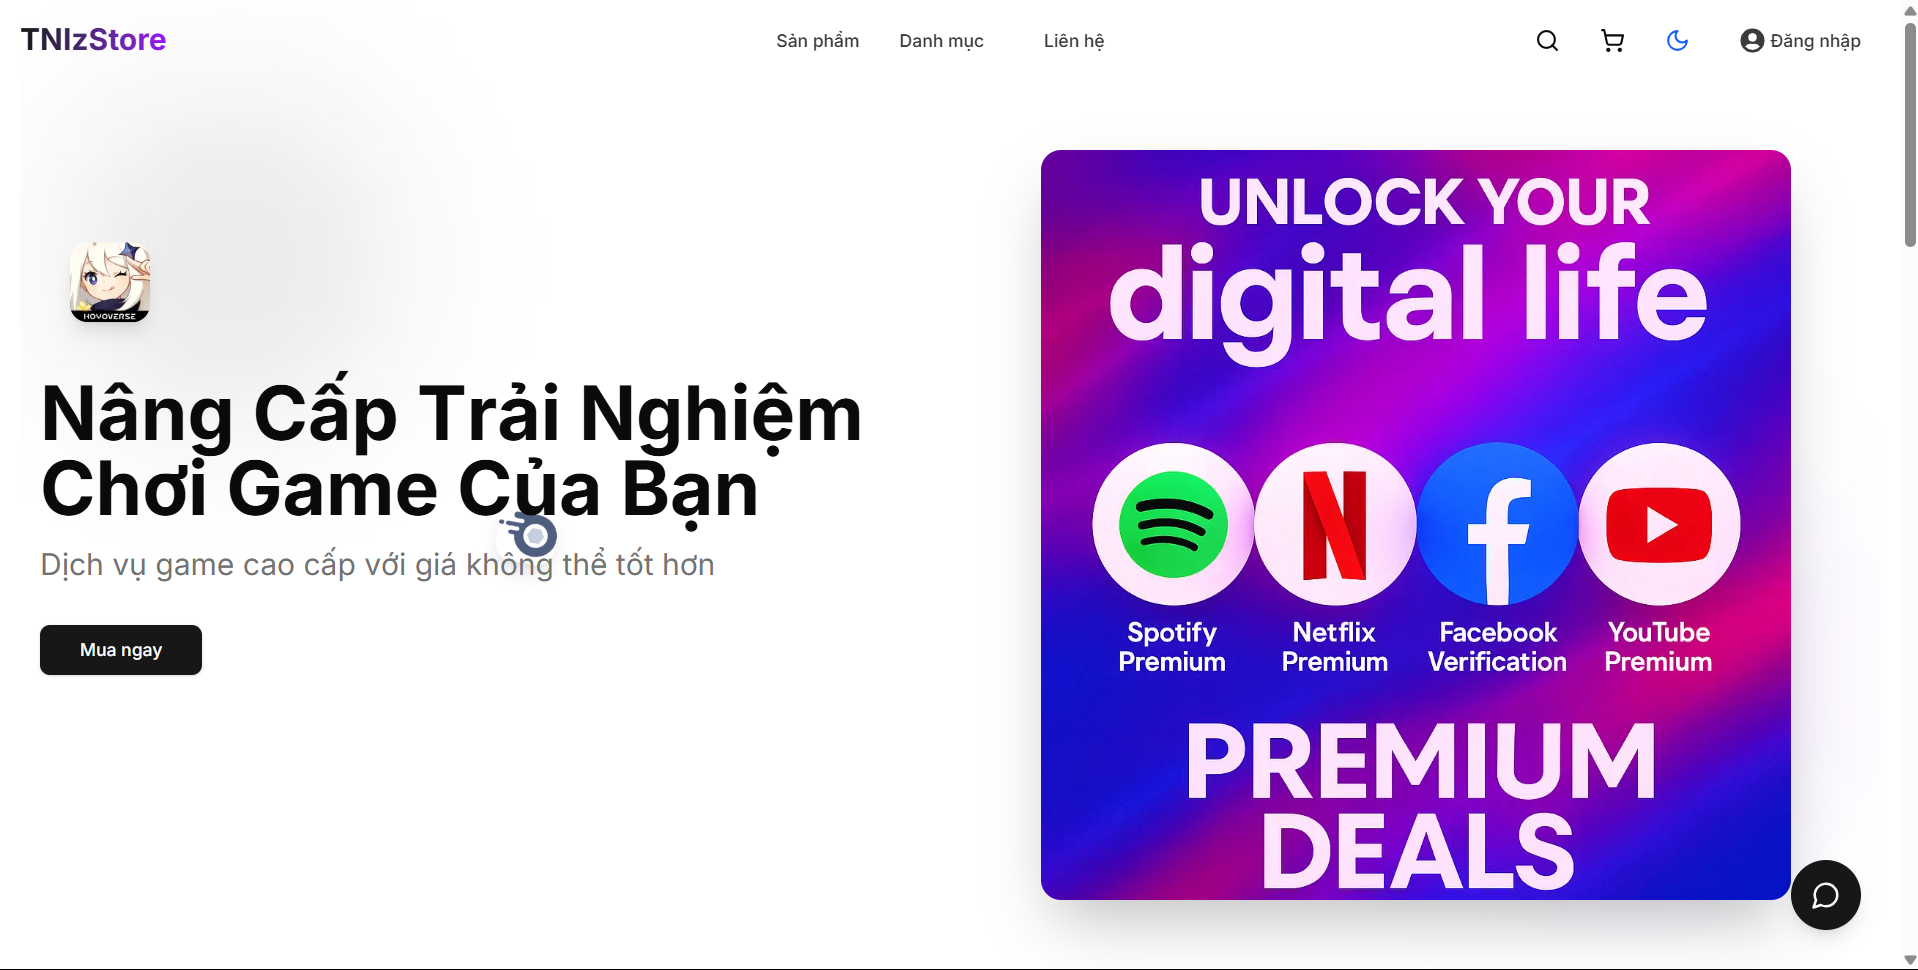 TNIzStore
Sản phẩm
Danh mục
Liên hệ
Đăng nhập
HOYOVERSE
Nâng Cấp Trải Nghiệm
Chơi Game Của Bạn
Dịch vụ game cao cấp với giá không thể tốt hơn
Mua ngay
UNLOCK YOUR
digital life
Spotify
Premium
Netflix
Premium
Facebook
Verification
YouTube
Premium
PREMIUM
DEALS